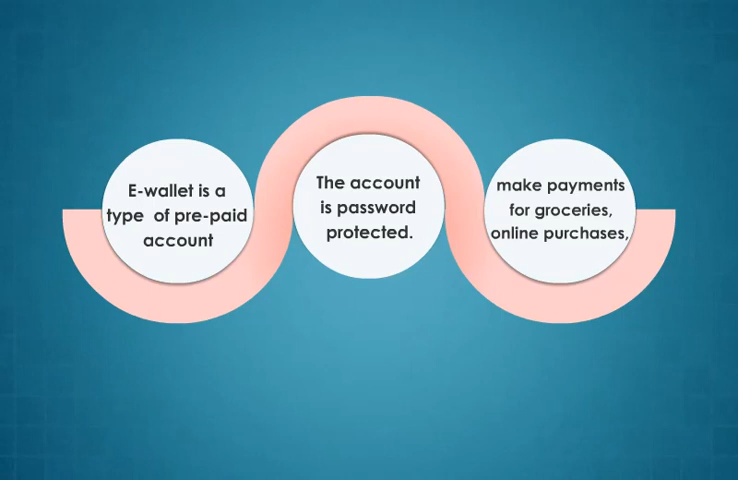 E-wallet is a
type of pre-paid
account
The account
is password
protected.
make payments
for groceries,
online purchases,